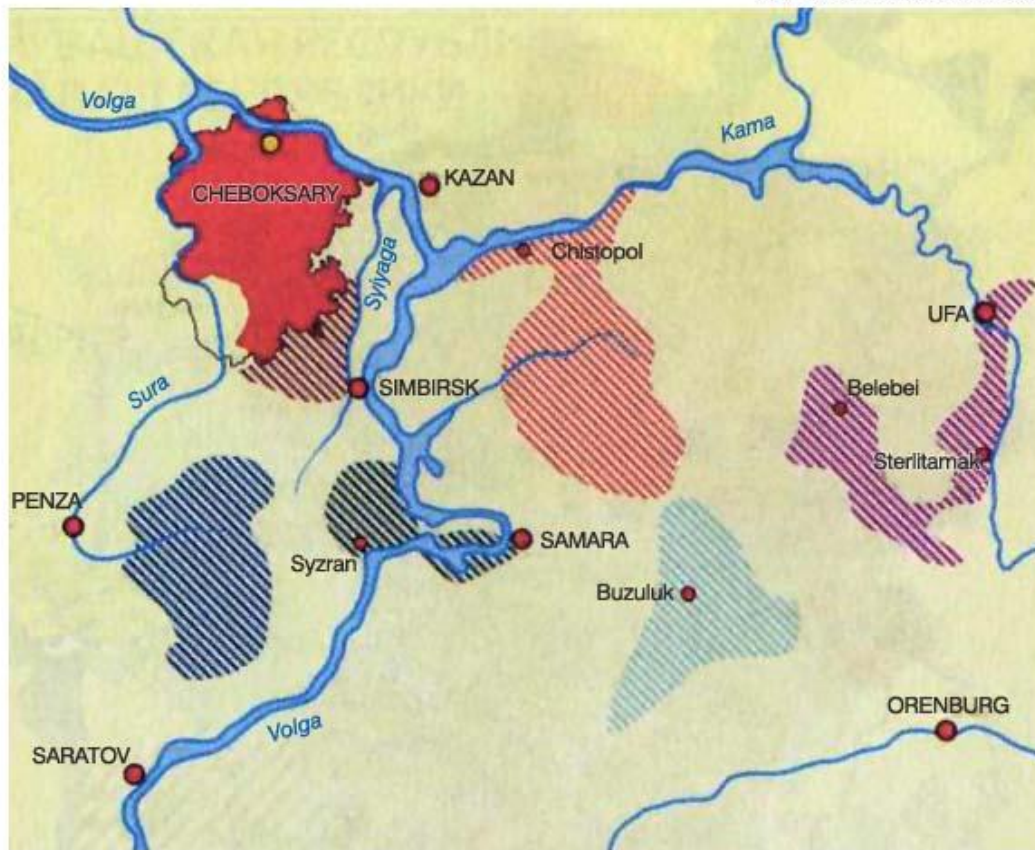 Volga
Kama
KAZAN
CHEBOKSARY
Sviyaga
Chistopol
UFA
SIMBIRSK
Sura
Belebei
Sterlitamak
PENZA
SAMARA
Syzran
Buzuluk
ORENBURG
Volga
SARATOV